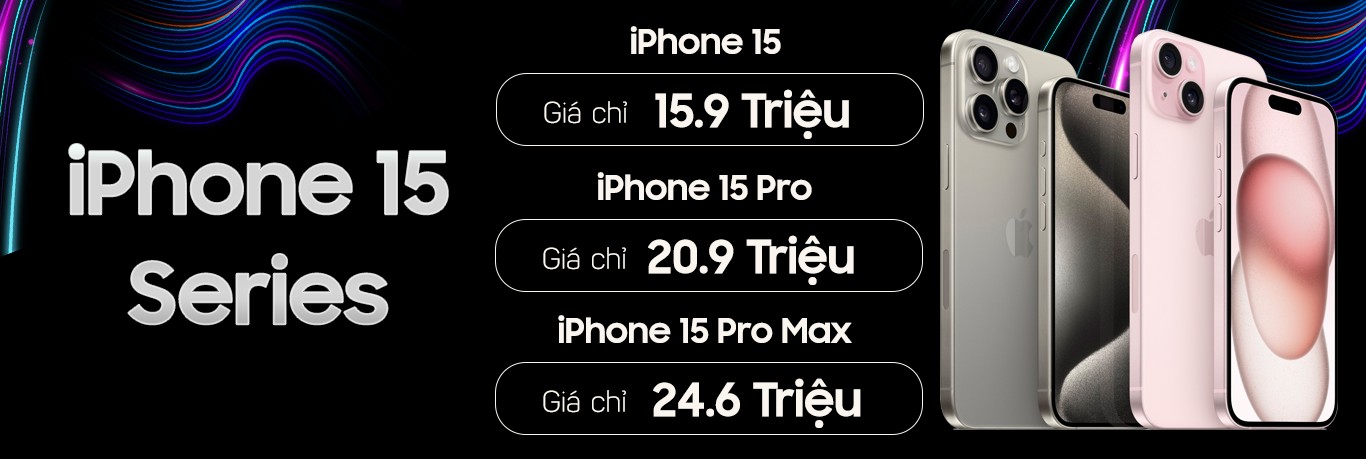 iPhone 15
Series
iPhone 15
Giá chỉ 15.9 Triệu
iPhone 15 Pro
Giá chỉ 20.9 Triệu
iPhone 15 Pro Max
Giá chỉ 24.6 Triệu